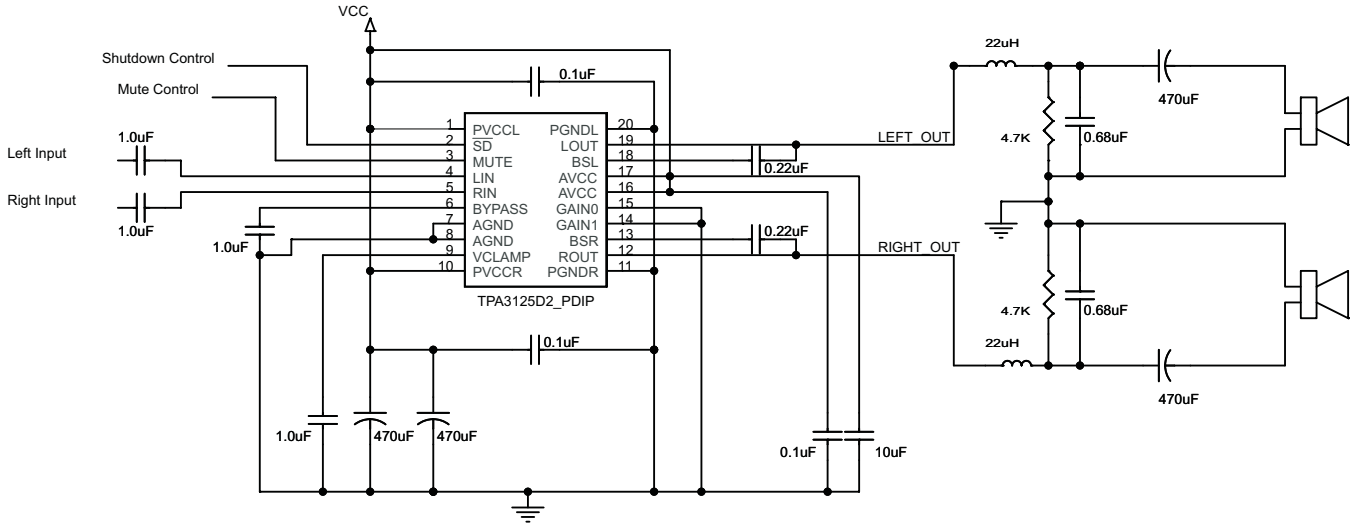 VCC
22uH
Shutdown Control
0.1uF
Mute Control
470uF
1.0uF
1 PVCCL PGNDL 20
2 SD LOUT 19
LEFT_OUT
4.7K
0.68uF
Left Input
3 MUTE BSL 18
0.22uF
4 LIN AVCC 17
Right Input
5 RIN AVCC 16
1.0uF
6 BYPASS GAIN0 15
7 AGND GAIN1 14
1.0uF
8 AGND BSR 13
0.22uF
RIGHT_OUT
9 VCLAMP ROUT 12
10 PVCCR PGNDR 11
TPA3125D2_PDIP
4.7K
0.68uF
0.1uF
22uH
470uF
1.0uF
470uF
470uF
0.1uF
10uF